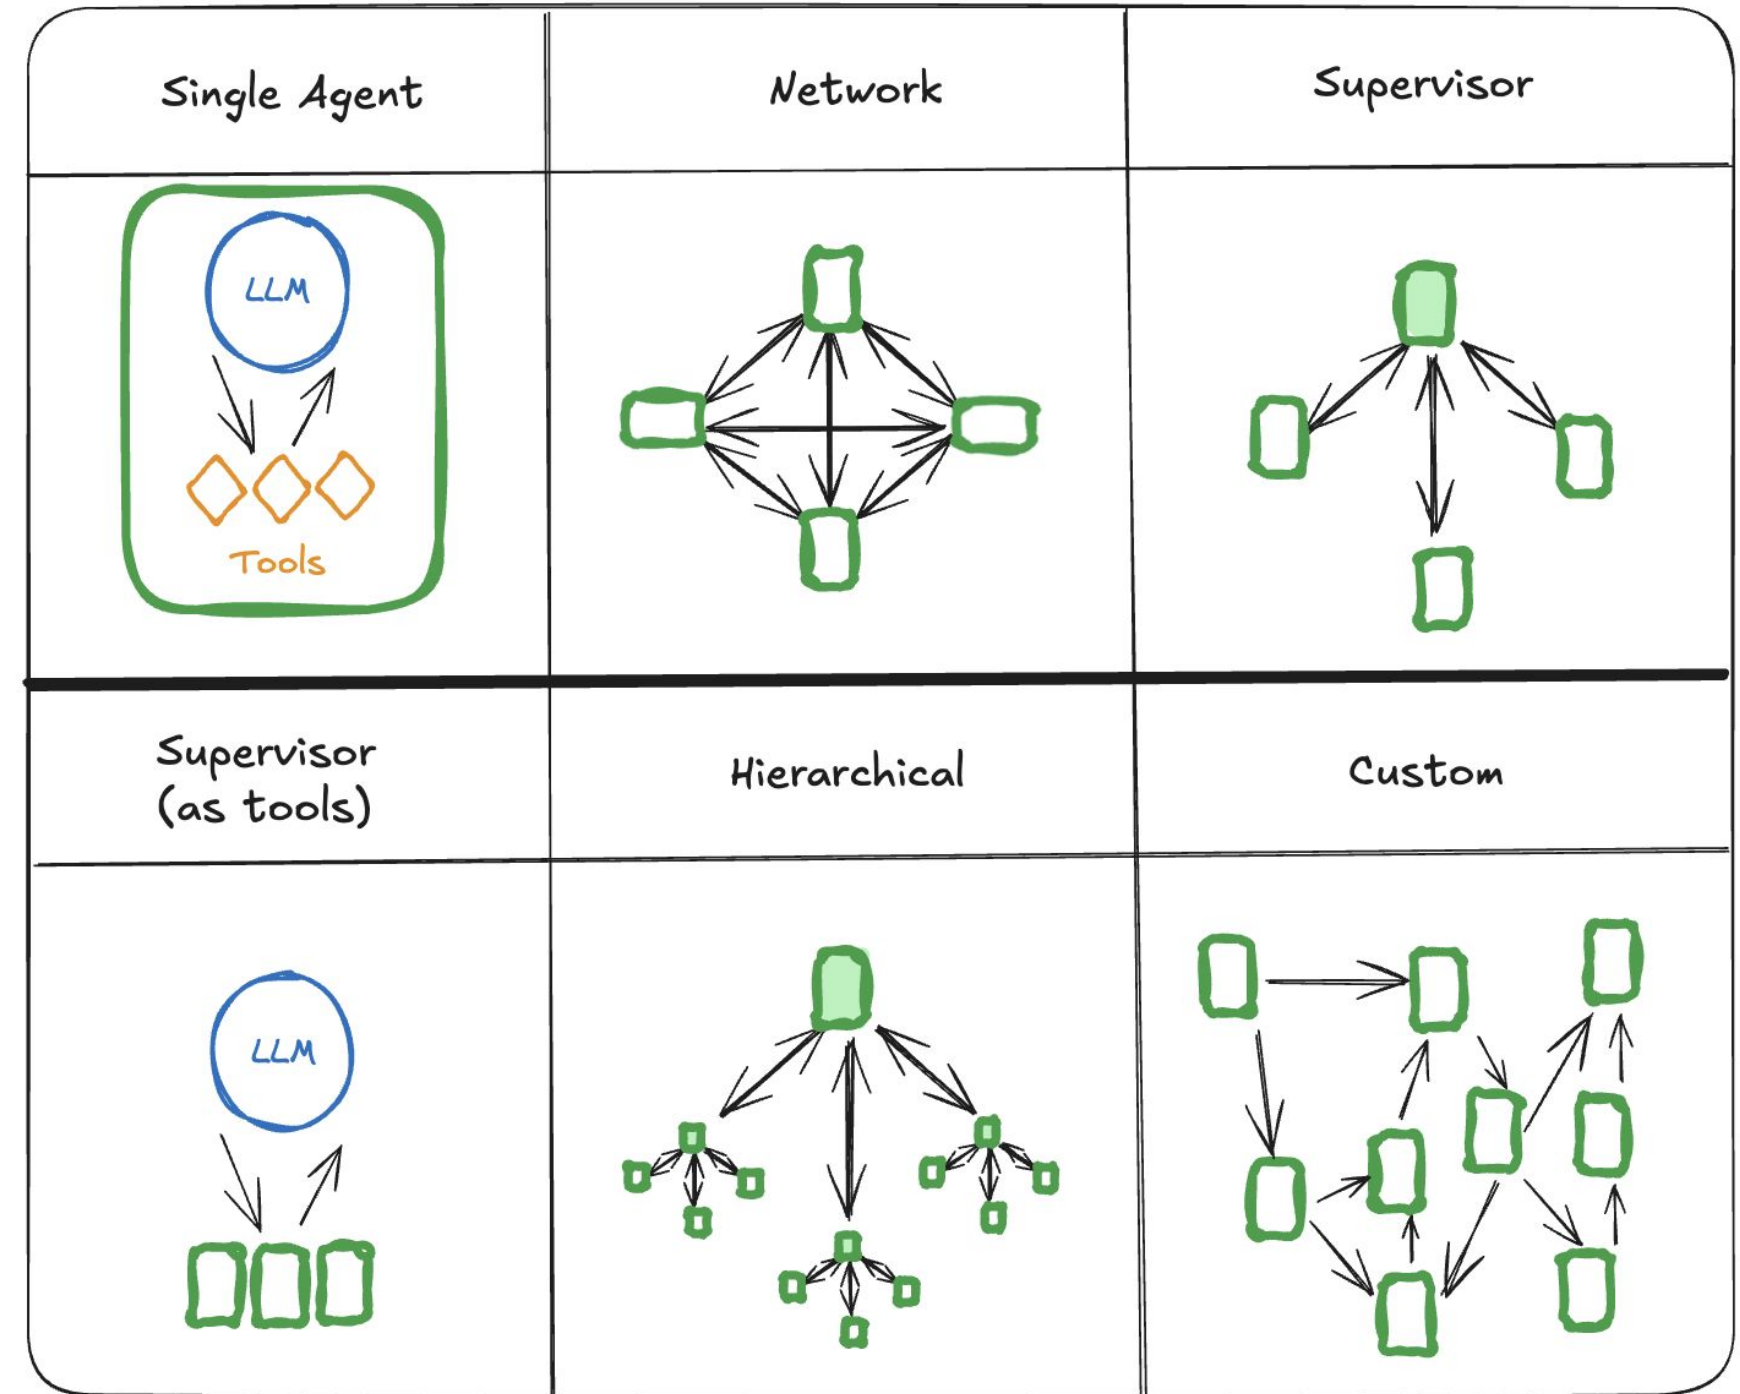 Single Agent
Network
Supervisor
LLM
Tools
Supervisor
(as tools)
Hierarchical
Custom
LLM